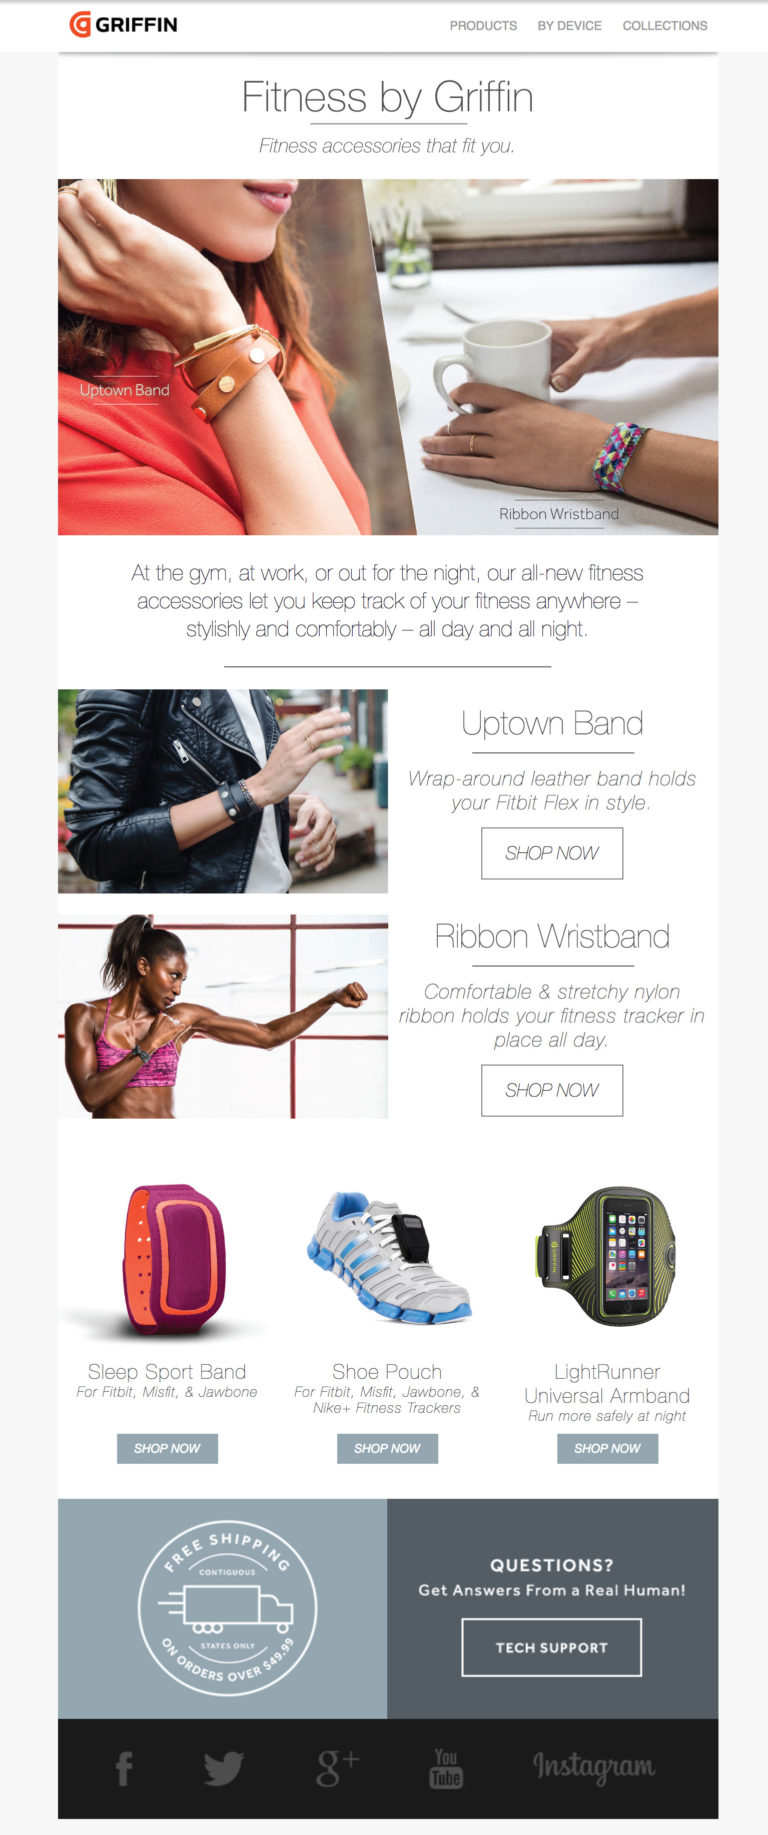 GRIFFIN
PRODUCTS BY DEVICE COLLECTIONS
Fitness by Griffin
Fitness accessories that fit you.
Uptown Band
Ribbon Wristband
At the gym, at work, or out for the night, our all-new fitness
accessories let you keep track of your fitness anywhere –
stylishly and comfortably – all day and all night.
Uptown Band
Wrap-around leather band holds
your Fitbit Flex in style.
SHOP NOW
Ribbon Wristband
Comfortable & stretchy nylon
ribbon holds your fitness tracker in
place all day.
SHOP NOW
GRIFFIN
Sleep Sport Band
For Fitbit, Misfit, & Jawbone
SHOP NOW
Shoe Pouch
For Fitbit, Misfit, Jawbone, &
Nike+ Fitness Trackers
SHOP NOW
LightRunner
Universal Armband
Run more safely at night
SHOP NOW
FREE SHIPPING
CONTIGUOUS
STATES ONLY
ON ORDERS OVER $49.99
QUESTIONS?
Get Answers From a Real Human!
TECH SUPPORT
f
g+
You
Tube
Instagram